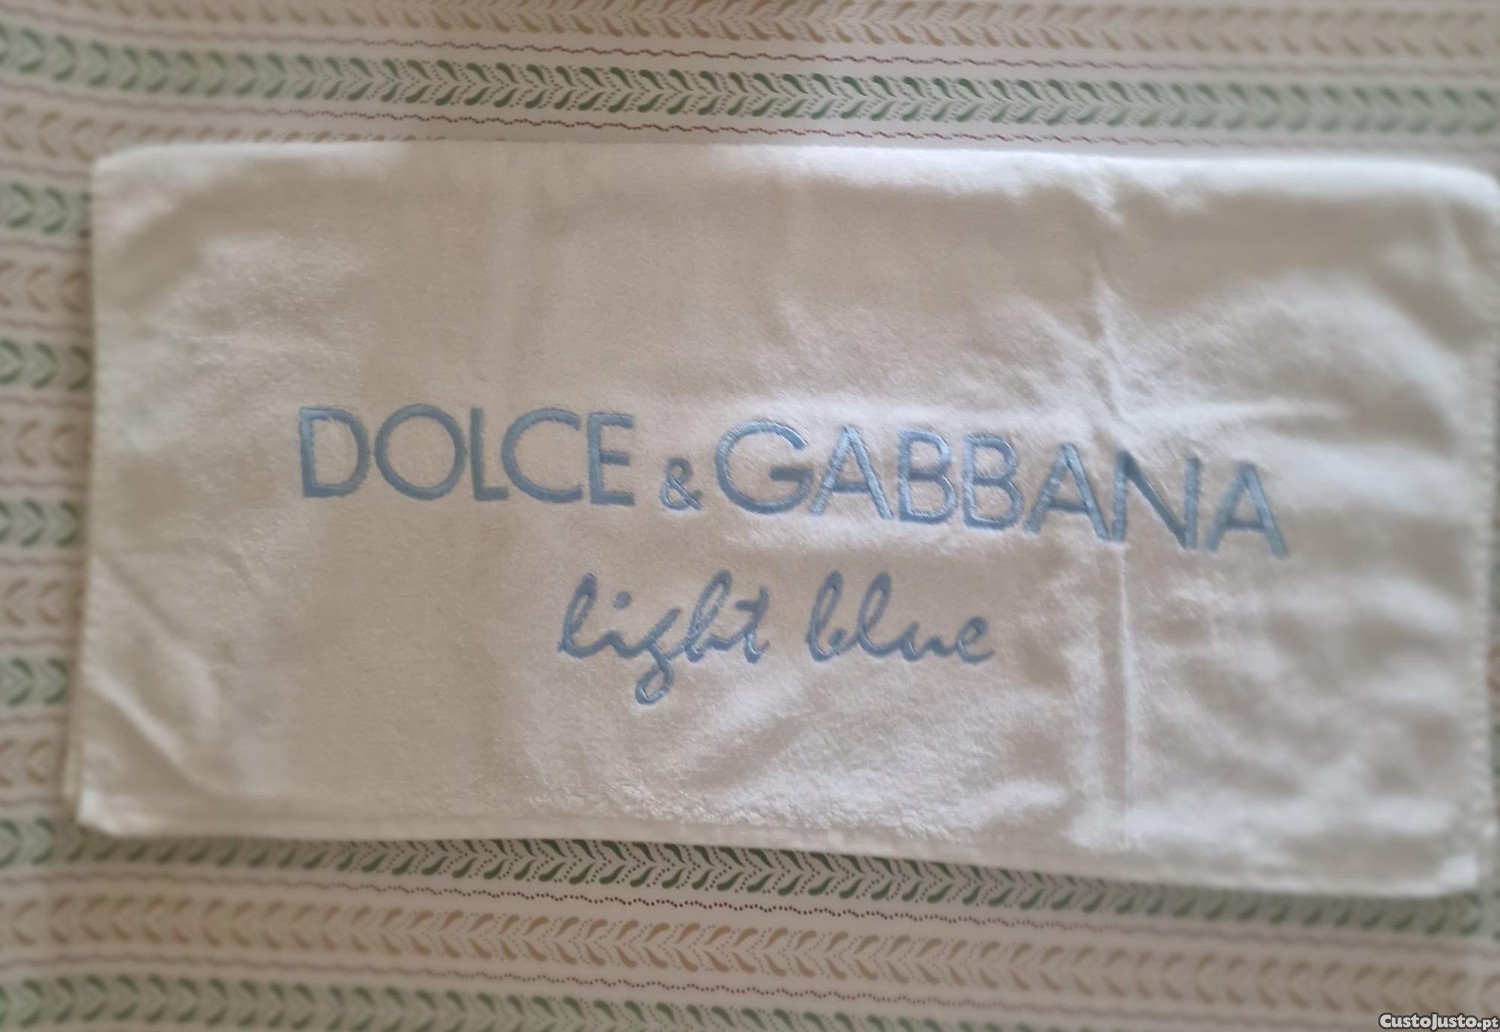 DOLCE & GABBANA
light blue
CustoJusto.pt